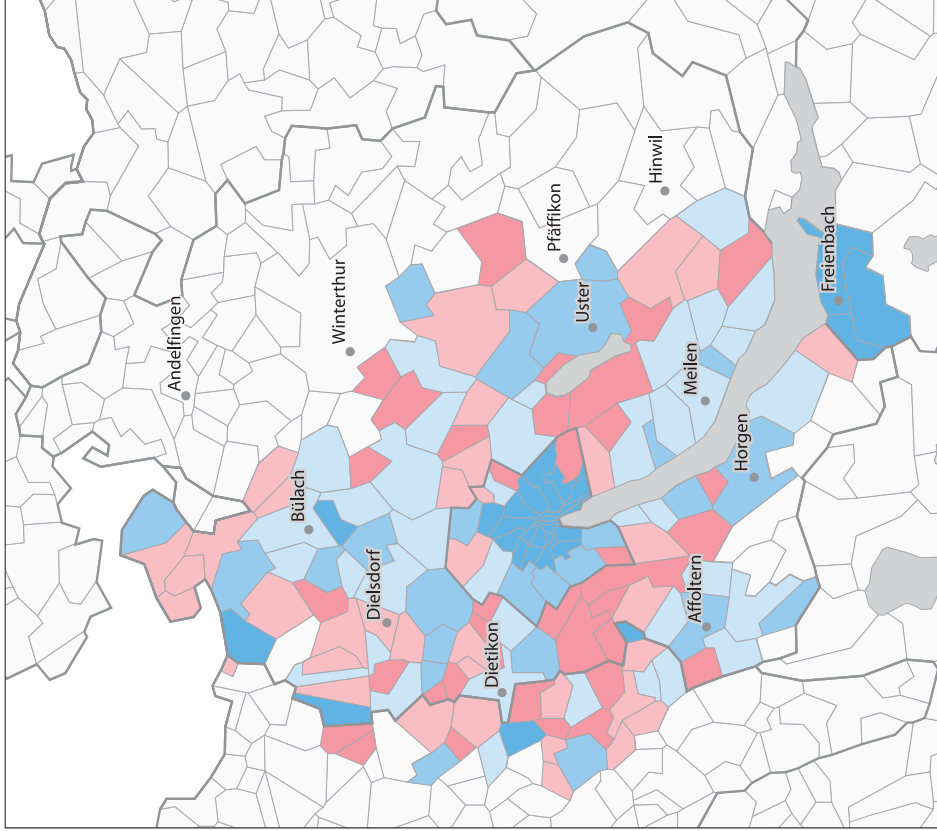 Andelfingen
Winterthur
Bülach
Dielsdorf
Dietikon
Pfäffikon
Uster
Hinwil
Meilen
Horgen
Affoltern
Freienbach